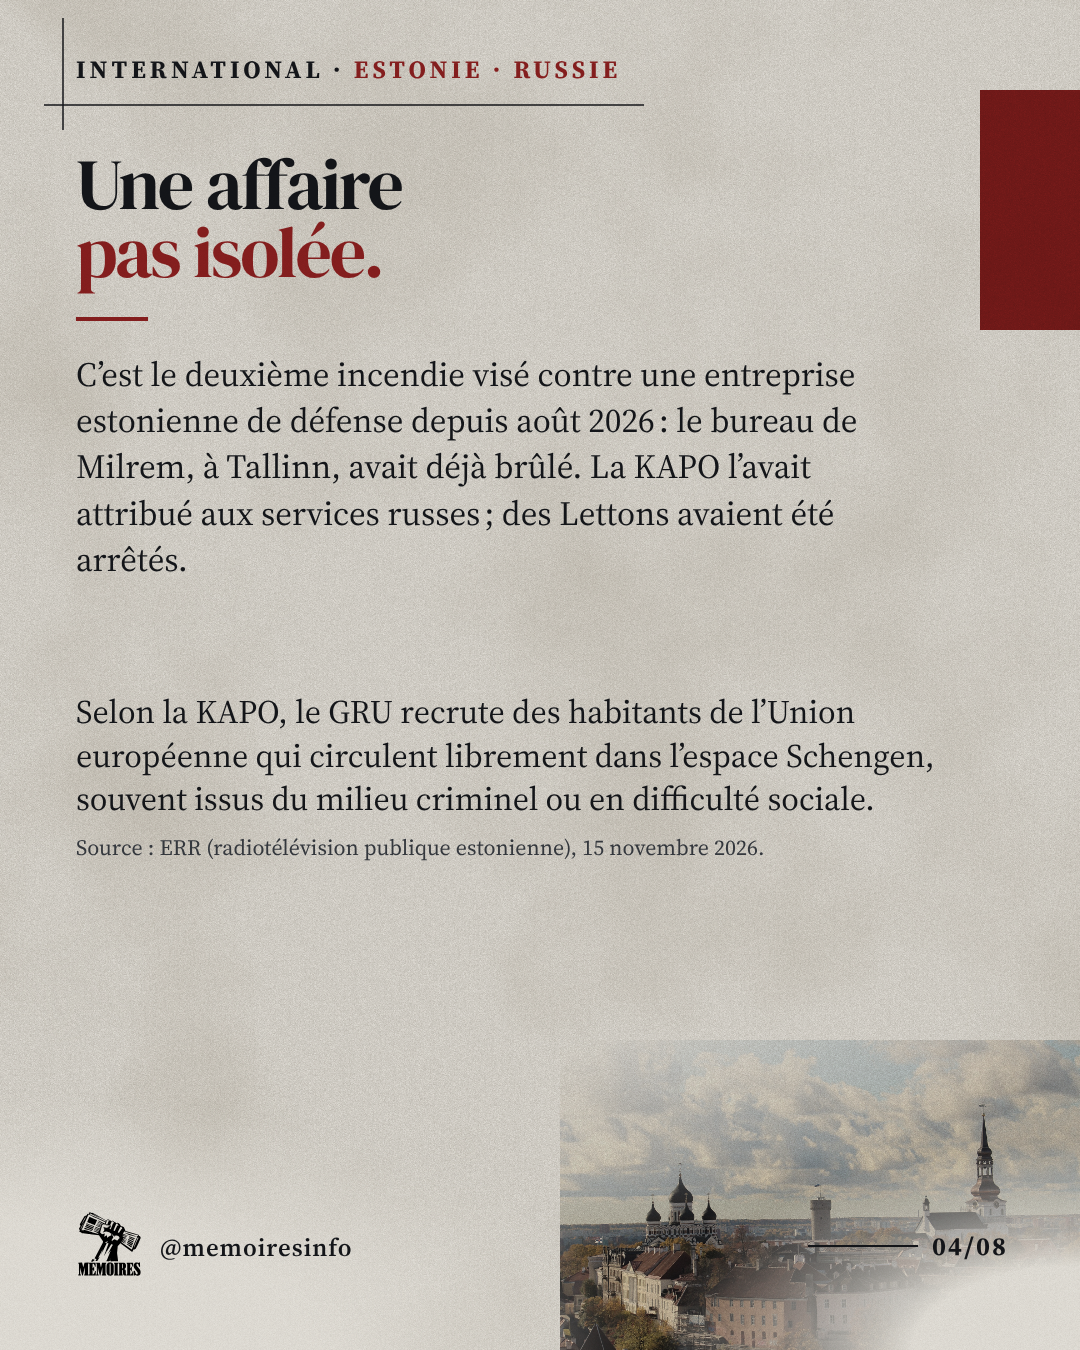 INTERNATIONAL · ESTONIE · RUSSIE
Une affaire
pas isolée.
C’est le deuxième incendie visé contre une entreprise
estonienne de défense depuis août 2026 : le bureau de
Milrem, à Tallinn, avait déjà brûlé. La KAPO l’avait
attribué aux services russes ; des Lettons avaient été
arrêtés.
Selon la KAPO, le GRU recrute des habitants de l’Union
européenne qui circulent librement dans l’espace Schengen,
souvent issus du milieu criminel ou en difficulté sociale.
Source : ERR (radiotélévision publique estonienne), 15 novembre 2026.
MÉMOIRES
@memoiresinfo
04/08